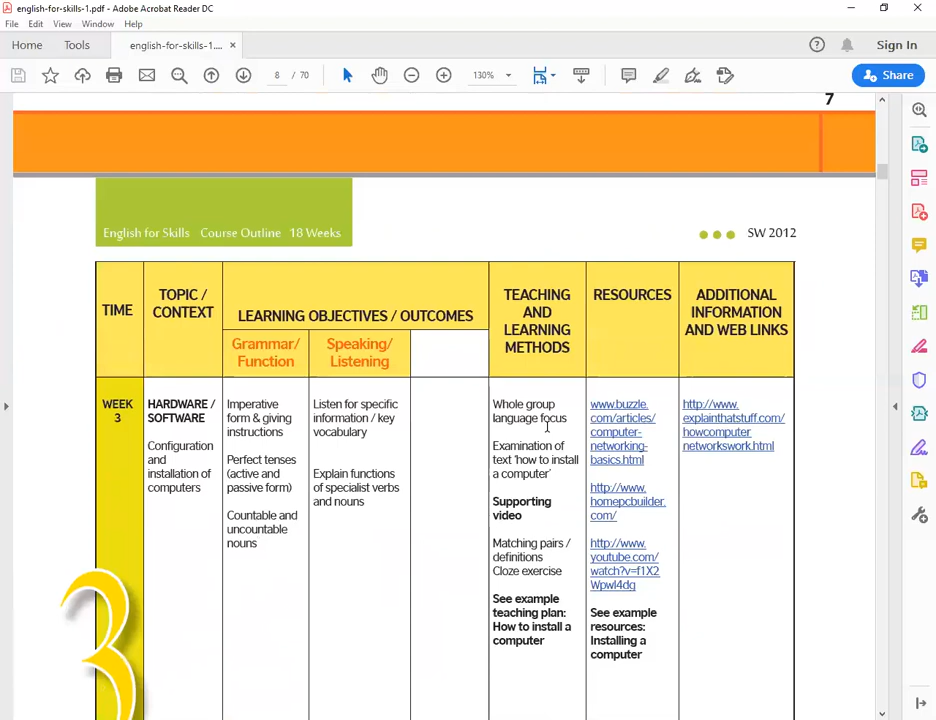 english-for-skills-1.pdf - Adobe Acrobat Reader DC
File Edit View Window Help
Home Tools english-for-skills-1.... × Sign In
8 / 70 130% Share
7
English for Skills Course Outline 18 Weeks
SW 2012
TIME
TOPIC /
CONTEXT
LEARNING OBJECTIVES / OUTCOMES
Grammar/
Function
Speaking/
Listening
TEACHING
AND
LEARNING
METHODS
RESOURCES
ADDITIONAL
INFORMATION
AND WEB LINKS
WEEK
3
HARDWARE /
SOFTWARE
Configuration
and
installation of
computers
Imperative
form & giving
instructions
Perfect tenses
(active and
passive form)
Countable and
uncountable
nouns
Listen for specific
information / key
vocabulary
Explain functions
of specialist verbs
and nouns
Whole group
language focus
Examination of
text 'how to install
a computer'
Supporting
video
Matching pairs /
definitions
Cloze exercise
See example
teaching plan:
How to install a
computer
www.buzzle.
com/articles/
computer-
networking-
basics.html
http://www.
homepcbuilder.
com/
http://www.
youtube.com/
watch?v=f1X2
Wpwl4dq
See example
resources:
Installing a
computer
http://www.
explainthatstuff.com/
howcomputer
networkswork.html
3